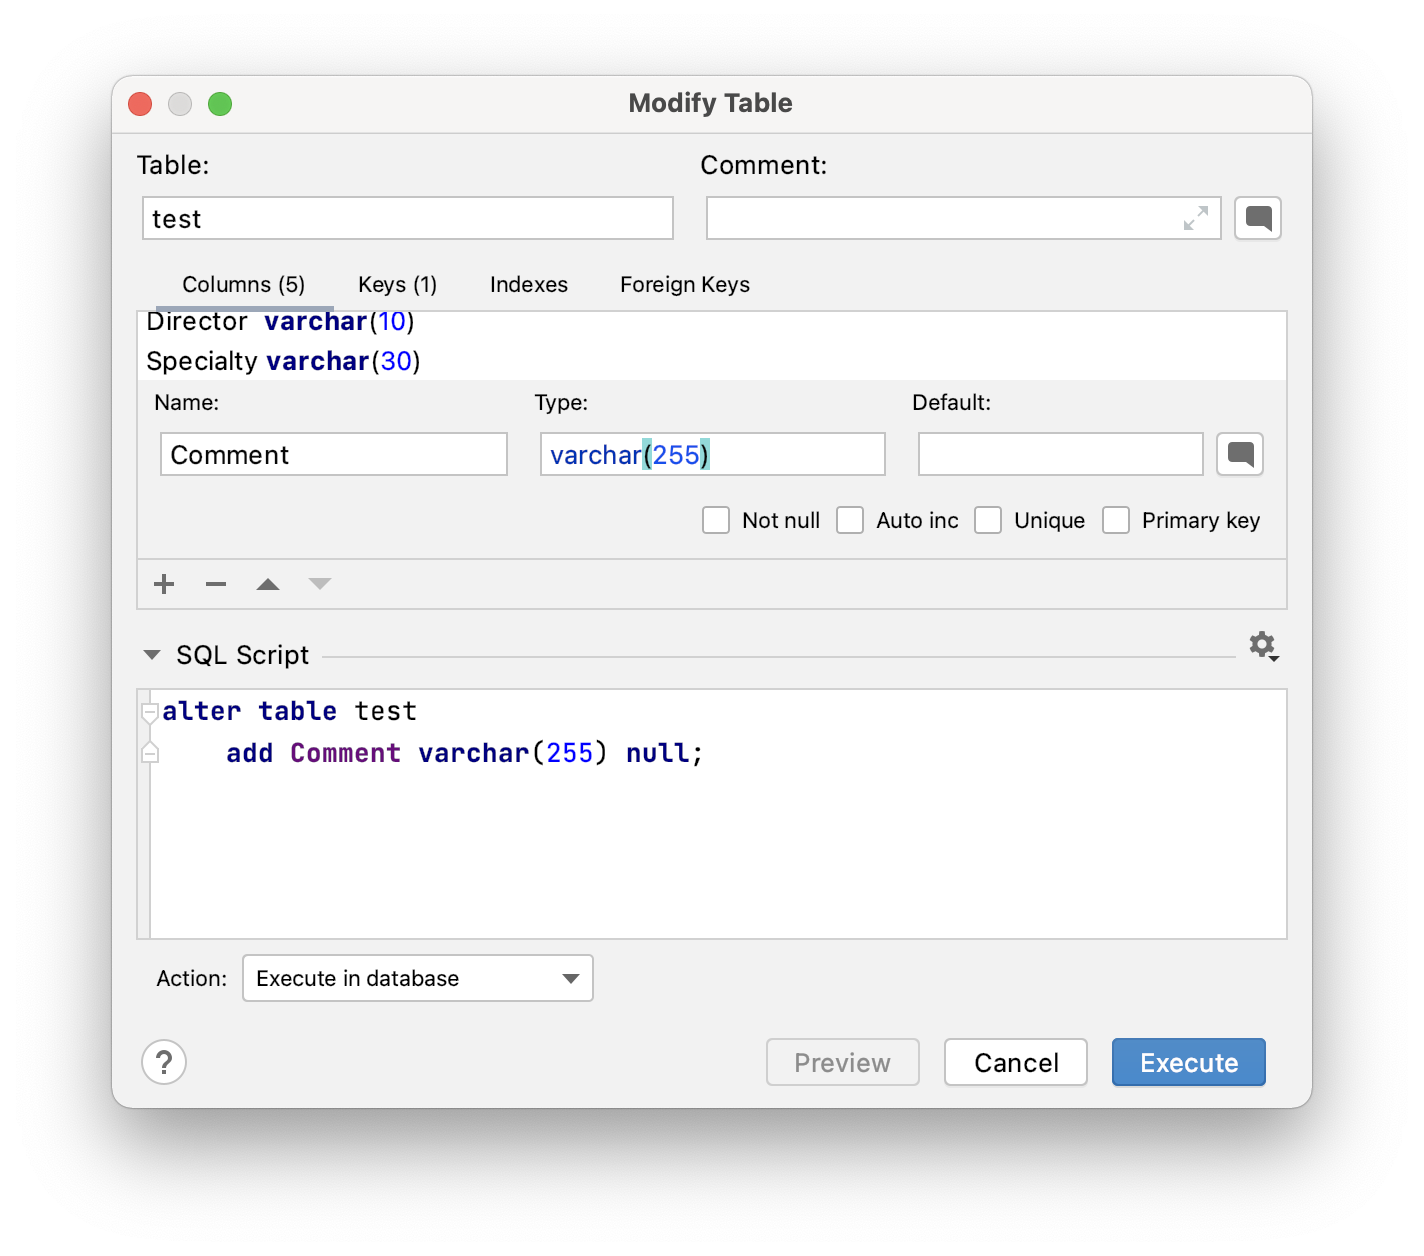 Modify Table
Table:
Comment:
test
Columns (5)
Keys (1)
Indexes
Foreign Keys
Director varchar(10)
Specialty varchar(30)
Name:
Type:
Default:
Comment
varchar(255)
Not null
Auto inc
Unique
Primary key
SQL Script
alter table test
    add Comment varchar(255) null;
Action:
Execute in database
?
Preview
Cancel
Execute